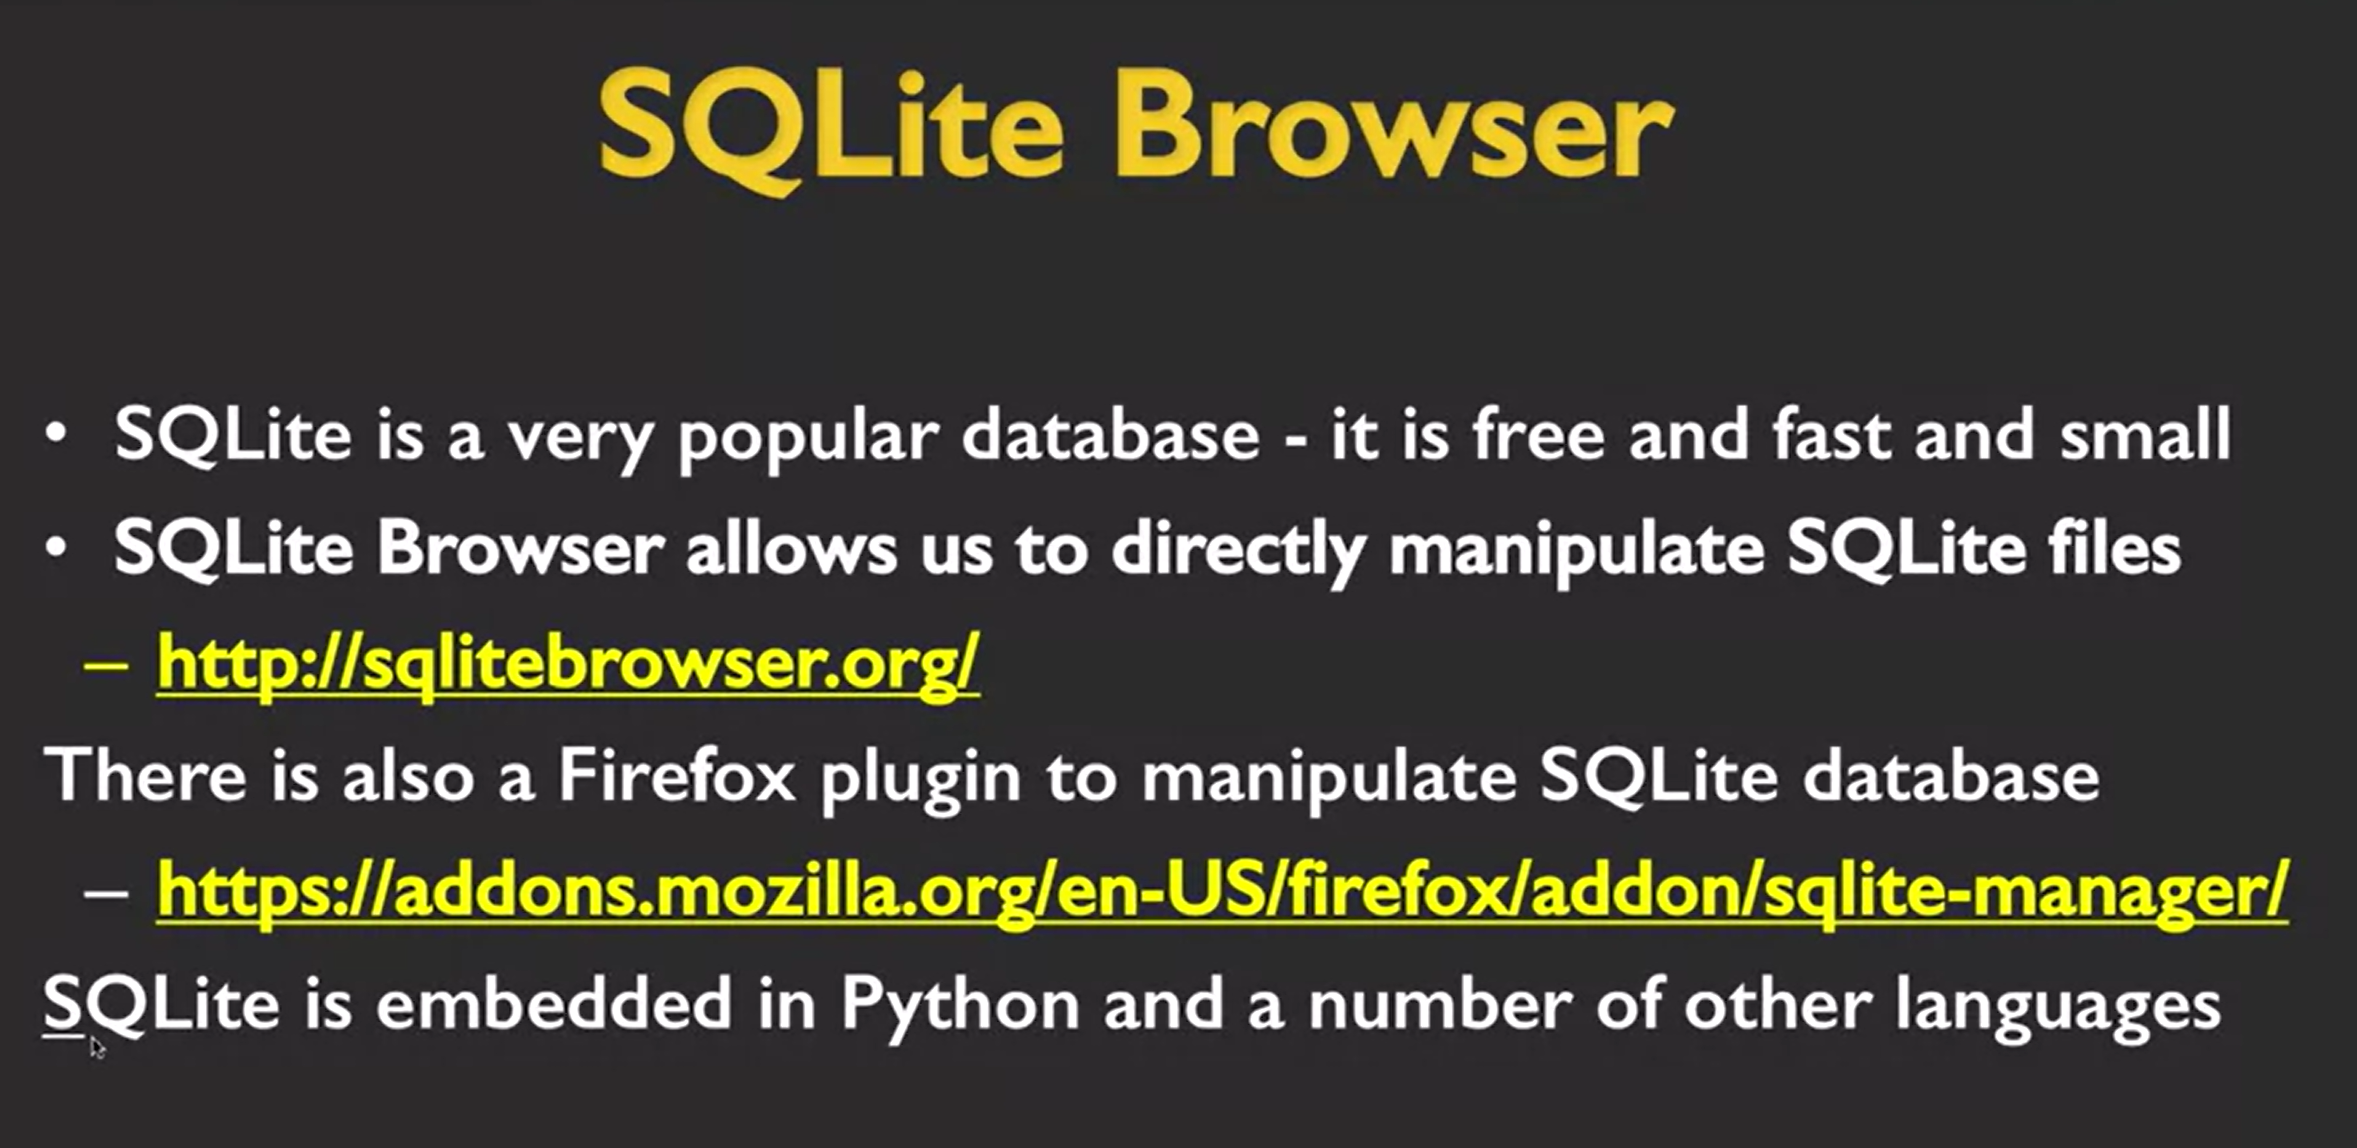 SQLite Browser
• SQLite is a very popular database - it is free and fast and small
• SQLite Browser allows us to directly manipulate SQLite files
– http://sqlitebrowser.org/
There is also a Firefox plugin to manipulate SQLite database
– https://addons.mozilla.org/en-US/firefox/addon/sqlite-manager/
SQLite is embedded in Python and a number of other languages